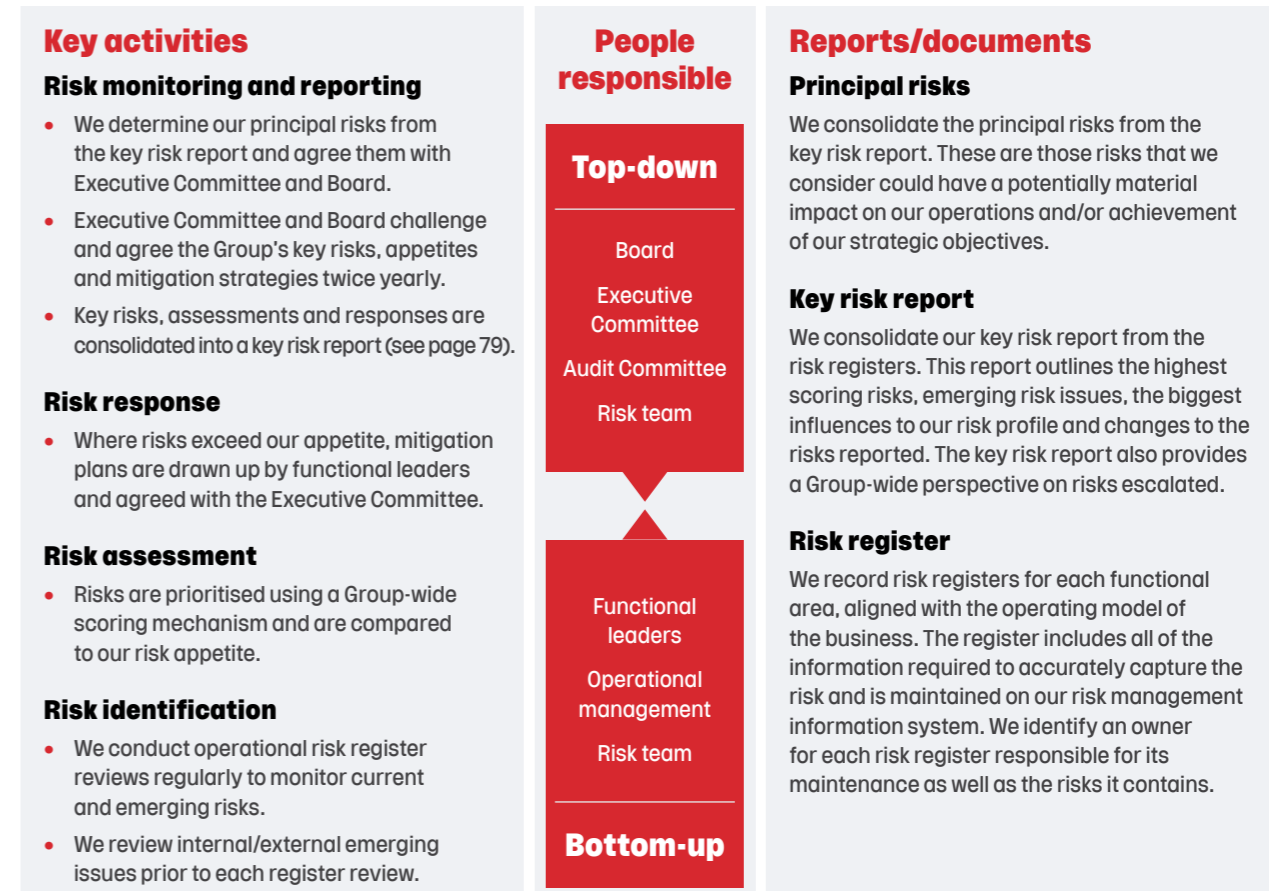 Key activities
Risk monitoring and reporting
• We determine our principal risks from
the key risk report and agree them with
Executive Committee and Board.
• Executive Committee and Board challenge
and agree the Group's key risks, appetites
and mitigation strategies twice yearly.
• Key risks, assessments and responses are
consolidated into a key risk report (see page 79).
Risk response
• Where risks exceed our appetite, mitigation
plans are drawn up by functional leaders
and agreed with the Executive Committee.
Risk assessment
• Risks are prioritised using a Group-wide
scoring mechanism and are compared
to our risk appetite.
Risk identification
• We conduct operational risk register
reviews regularly to monitor current
and emerging risks.
• We review internal/external emerging
issues prior to each register review.
People
responsible
Top-down
Board
Executive
Committee
Audit Committee
Risk team
Functional
leaders
Operational
management
Risk team
Bottom-up
Reports/documents
Principal risks
We consolidate the principal risks from the
key risk report. These are those risks that we
consider could have a potentially material
impact on our operations and/or achievement
of our strategic objectives.
Key risk report
We consolidate our key risk report from the
risk registers. This report outlines the highest
scoring risks, emerging risk issues, the biggest
influences to our risk profile and changes to the
risks reported. The key risk report also provides
a Group-wide perspective on risks escalated.
Risk register
We record risk registers for each functional
area, aligned with the operating model of
the business. The register includes all of the
information required to accurately capture the
risk and is maintained on our risk management
information system. We identify an owner
for each risk register responsible for its
maintenance as well as the risks it contains.